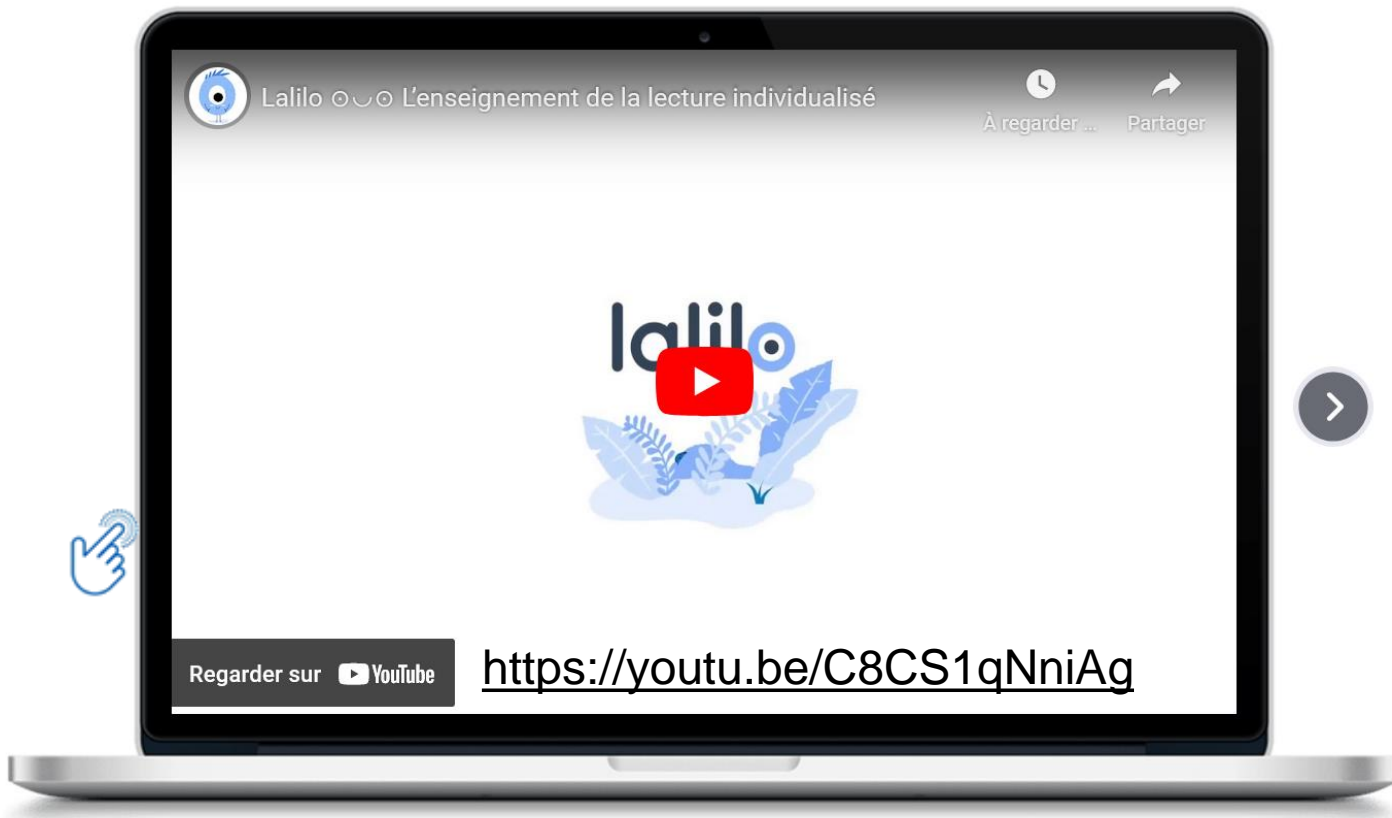 Lalilo ⊙◡⊙ L'enseignement de la lecture individualisé
À regarder ...
Partager
lalilo
Regarder sur YouTube
https://youtu.be/C8CS1qNniAg